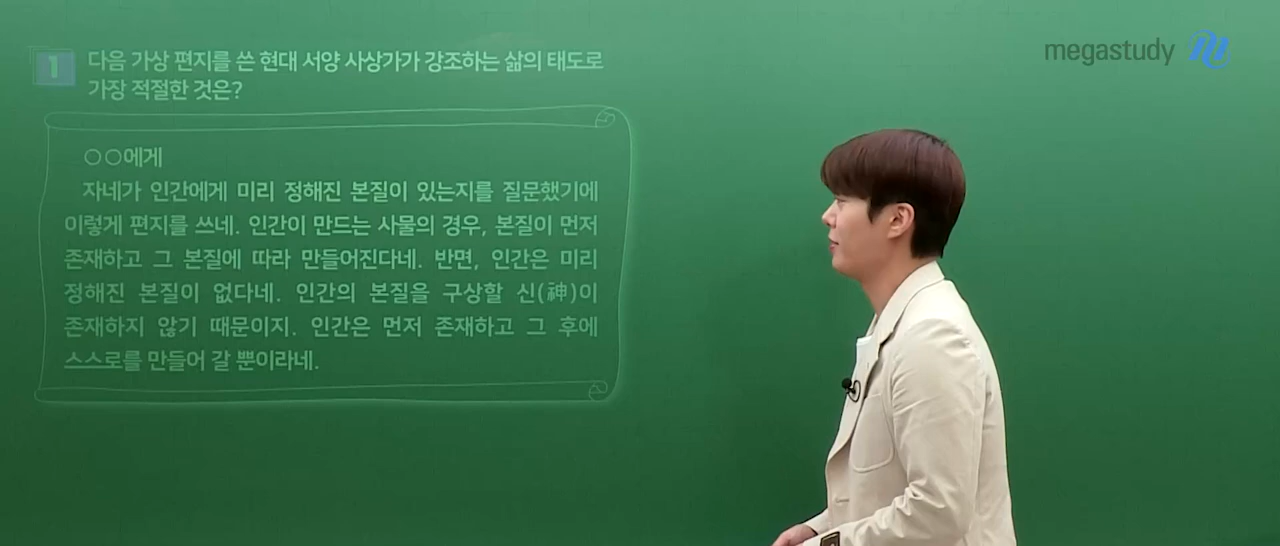 megastudy
1
다음 가상 편지를 쓴 현대 서양 사상가가 강조하는 삶의 태도로
가장 적절한 것은?
○○에게
자네가 인간에게 미리 정해진 본질이 있는지를 질문했기에
이렇게 편지를 쓰네. 인간이 만드는 사물의 경우, 본질이 먼저
존재하고 그 본질에 따라 만들어진다네. 반면, 인간은 미리
정해진 본질이 없다네. 인간의 본질을 구상할 신(神)이
존재하지 않기 때문이지. 인간은 먼저 존재하고 그 후에
스스로를 만들어 갈 뿐이라네.